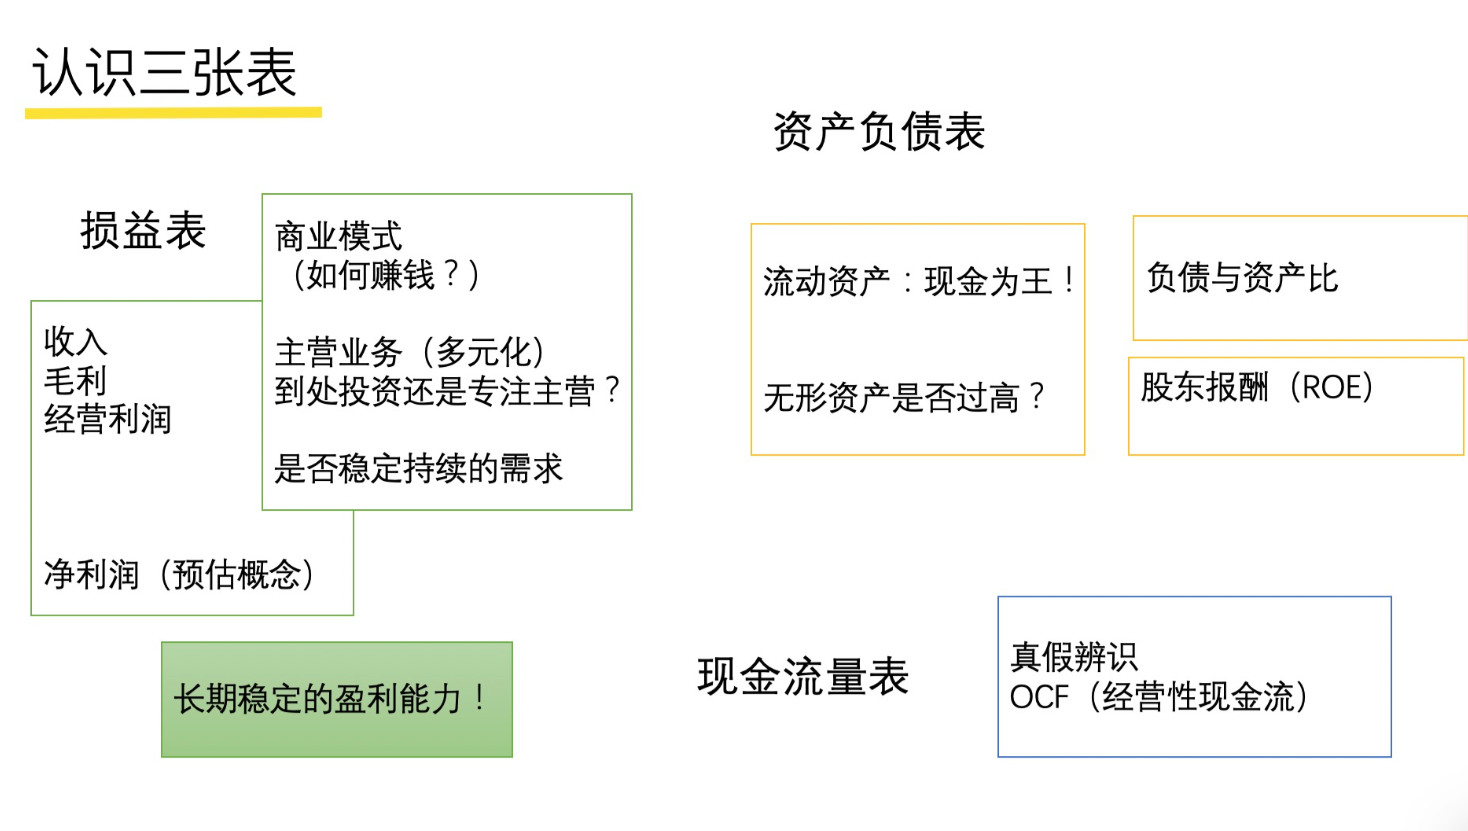 认识三张表
损益表
收入
毛利
经营利润
净利润（预估概念）
商业模式
（如何赚钱？）
主营业务（多元化）
到处投资还是专注主营？
是否稳定持续的需求
长期稳定的盈利能力！
资产负债表
流动资产：现金为王！
无形资产是否过高？
负债与资产比
股东报酬（ROE）
现金流量表
真假辨识
OCF（经营性现金流）